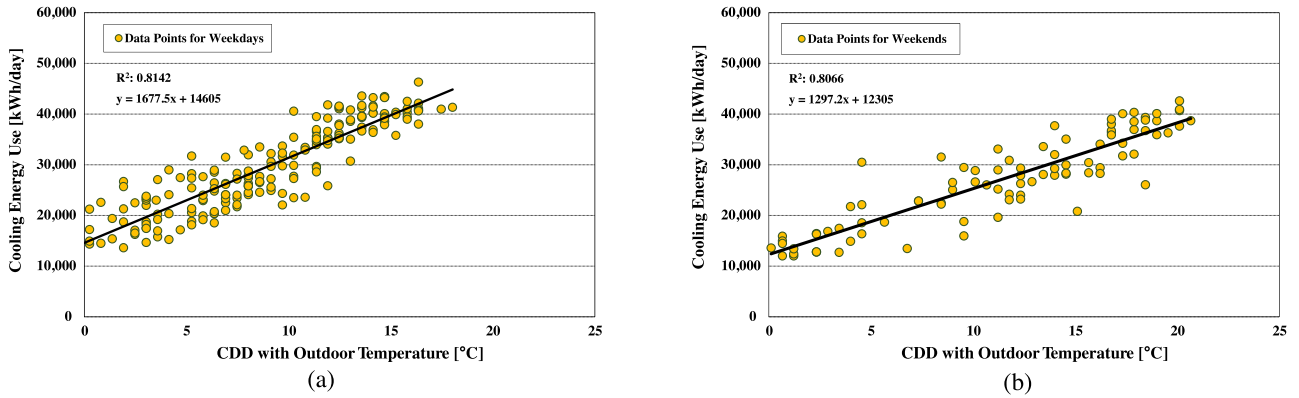 60,000
50,000
40,000
30,000
20,000
10,000
0
Cooling Energy Use [kWh/day]
Data Points for Weekdays
R²: 0.8142
y = 1677.5x + 14605
0 5 10 15 20 25
CDD with Outdoor Temperature [°C]
(a)
60,000
50,000
40,000
30,000
20,000
10,000
0
Cooling Energy Use [kWh/day]
Data Points for Weekends
R²: 0.8066
y = 1297.2x + 12305
0 5 10 15 20 25
CDD with Outdoor Temperature [°C]
(b)